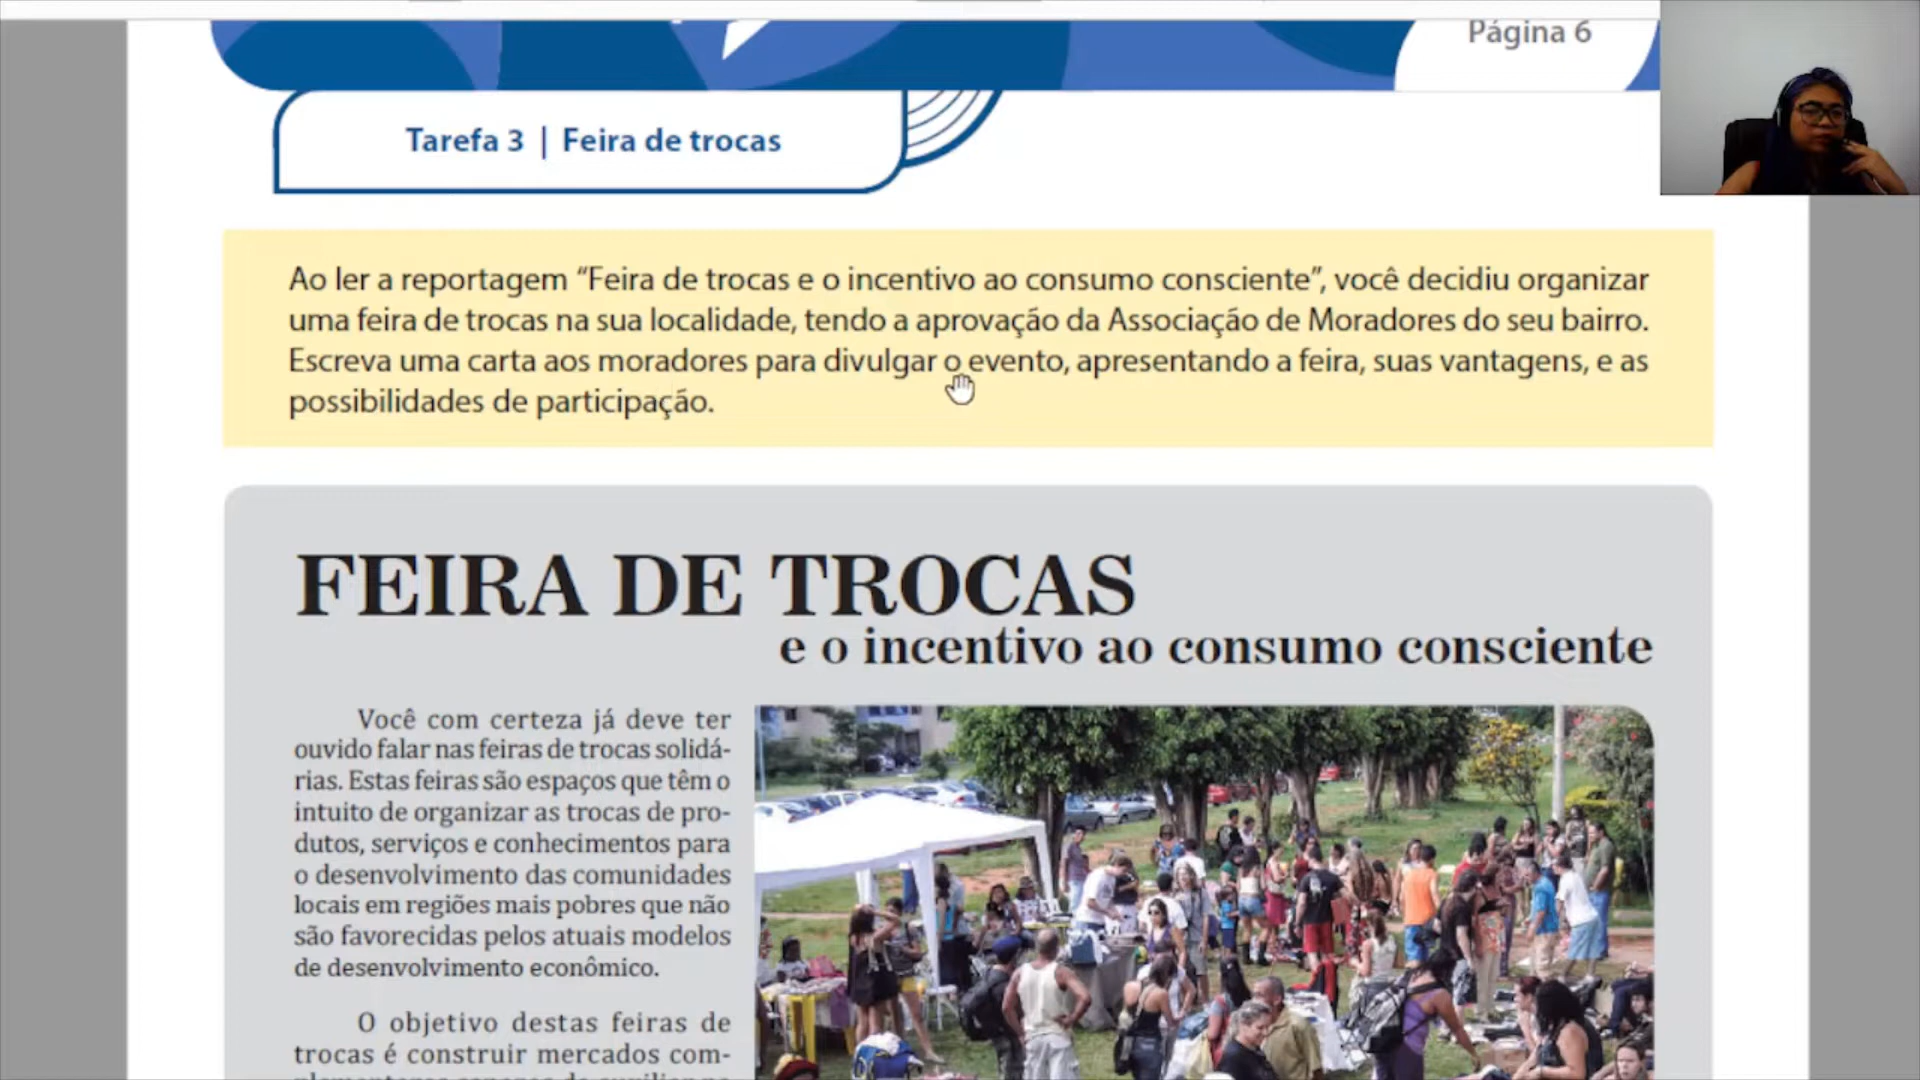 Página 6
Tarefa 3 | Feira de trocas
Ao ler a reportagem “Feira de trocas e o incentivo ao consumo consciente”, você decidiu organizar
uma feira de trocas na sua localidade, tendo a aprovação da Associação de Moradores do seu bairro.
Escreva uma carta aos moradores para divulgar o evento, apresentando a feira, suas vantagens, e as
possibilidades de participação.
FEIRA DE TROCAS
e o incentivo ao consumo consciente
Você com certeza já deve ter
ouvido falar nas feiras de trocas solidá-
rias. Estas feiras são espaços que têm o
intuito de organizar as trocas de pro-
dutos, serviços e conhecimentos para
o desenvolvimento das comunidades
locais em regiões mais pobres que não
são favorecidas pelos atuais modelos
de desenvolvimento econômico.
O objetivo destas feiras de
trocas é construir mercados com-